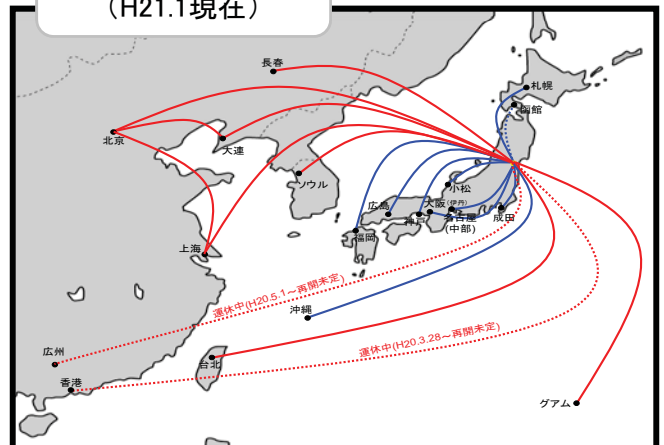 （H21.1現在）
長春
札幌
函館
北京
大連
ソウル
小松
広島
大阪(伊丹)
神戸
名古屋
(中部)
成田
福岡
上海
運休中(H20.5.1～再開未定)
沖縄
運休中(H20.3.28～再開未定)
広州
台北
香港
グアム